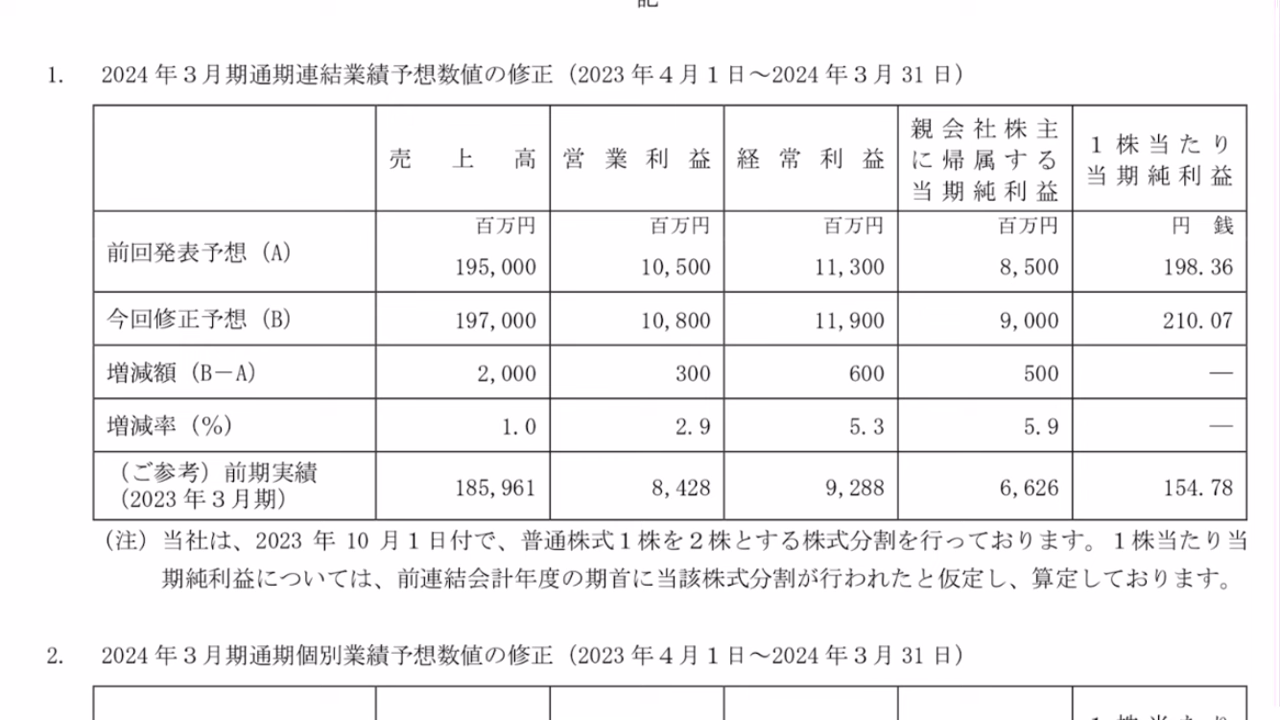 記
1. 2024年３月期通期連結業績予想数値の修正（2023年４月１日～2024年３月31日）
売上高 営業利益 経常利益 親会社株主に帰属する当期純利益 １株当たり当期純利益
百万円 百万円 百万円 百万円 円 銭
前回発表予想（A） 195,000 10,500 11,300 8,500 198.36
今回修正予想（B） 197,000 10,800 11,900 9,000 210.07
増減額（B－A） 2,000 300 600 500 ―
増減率（％） 1.0 2.9 5.3 5.9 ―
（ご参考）前期実績
（2023年３月期） 185,961 8,428 9,288 6,626 154.78
（注）当社は、2023 年 10 月１日付で、普通株式１株を２株とする株式分割を行っております。１株当たり当
期純利益については、前連結会計年度の期首に当該株式分割が行われたと仮定し、算定しております。
2. 2024年３月期通期個別業績予想数値の修正（2023年４月１日～2024年３月31日）
１株当たり